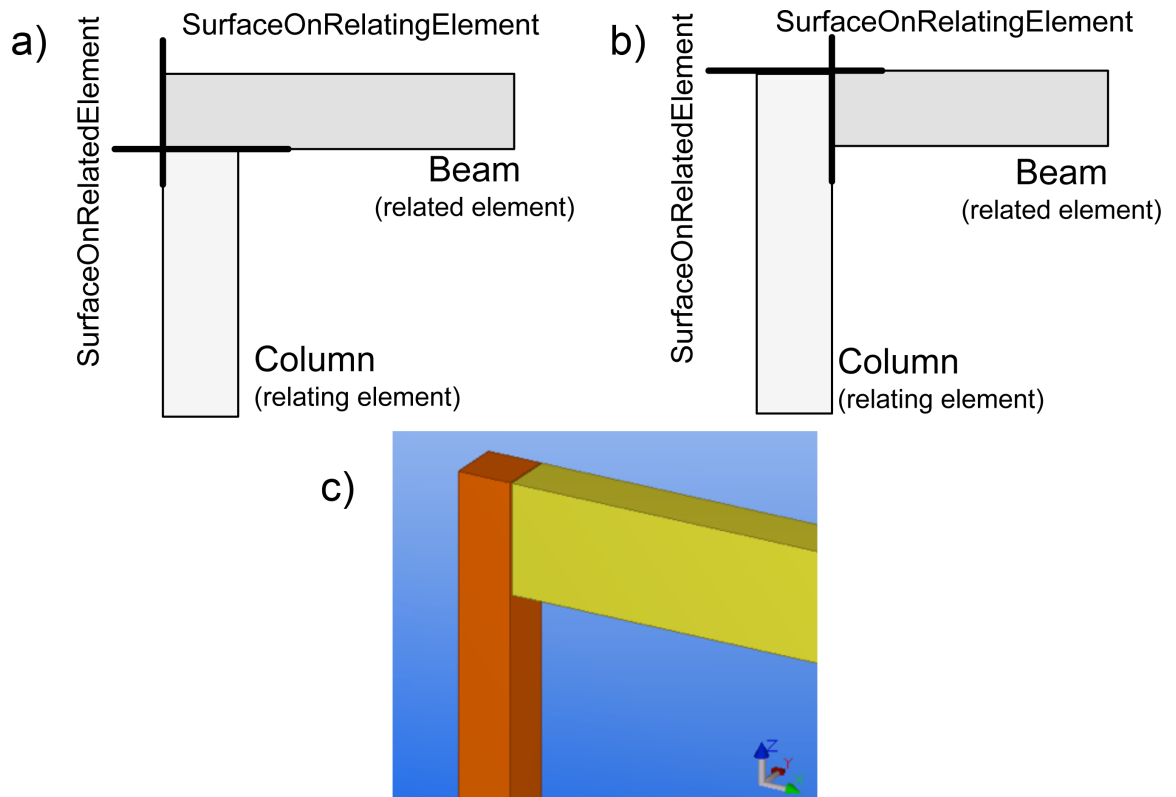 a)
SurfaceOnRelatingElement
SurfaceOnRelatedElement
Beam
(related element)
Column
(relating element)
b)
SurfaceOnRelatingElement
SurfaceOnRelatedElement
Beam
(related element)
Column
(relating element)
c)
Z
Y
X